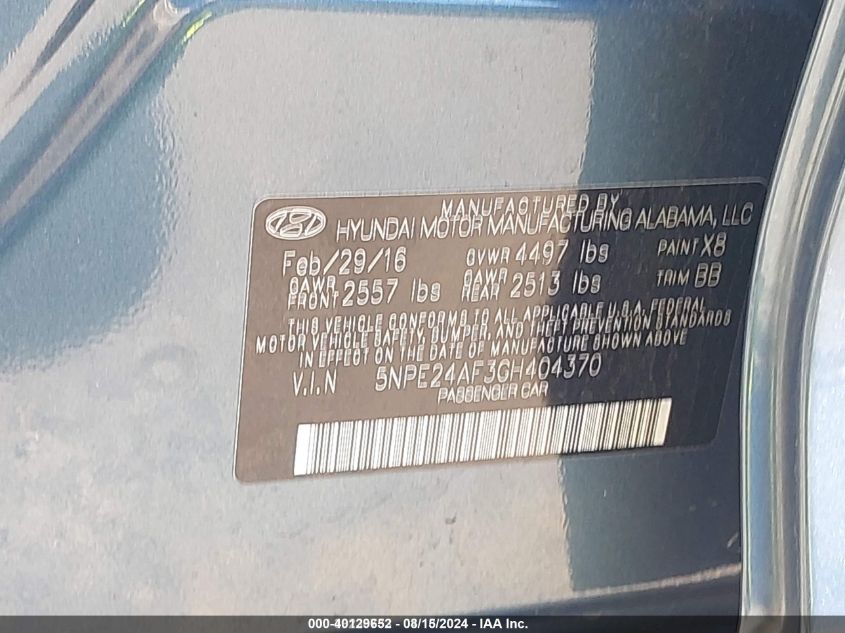 MANUFACTURED BY
HYUNDAI MOTOR MANUFACTURING ALABAMA, LLC
Feb/29/16 GVWR 4497 lbs PAINT X8
GAWR FRONT 2557 lbs GAWR REAR 2513 lbs TRIM BB
THIS VEHICLE CONFORMS TO ALL APPLICABLE U.S.A. FEDERAL
MOTOR VEHICLE SAFETY, BUMPER, AND THEFT PREVENTION STANDARDS
IN EFFECT ON THE DATE OF MANUFACTURE SHOWN ABOVE.
V.I.N 5NPE24AF3GH404370
PASSENGER CAR
000-40129652 - 08/15/2024 - IAA Inc.